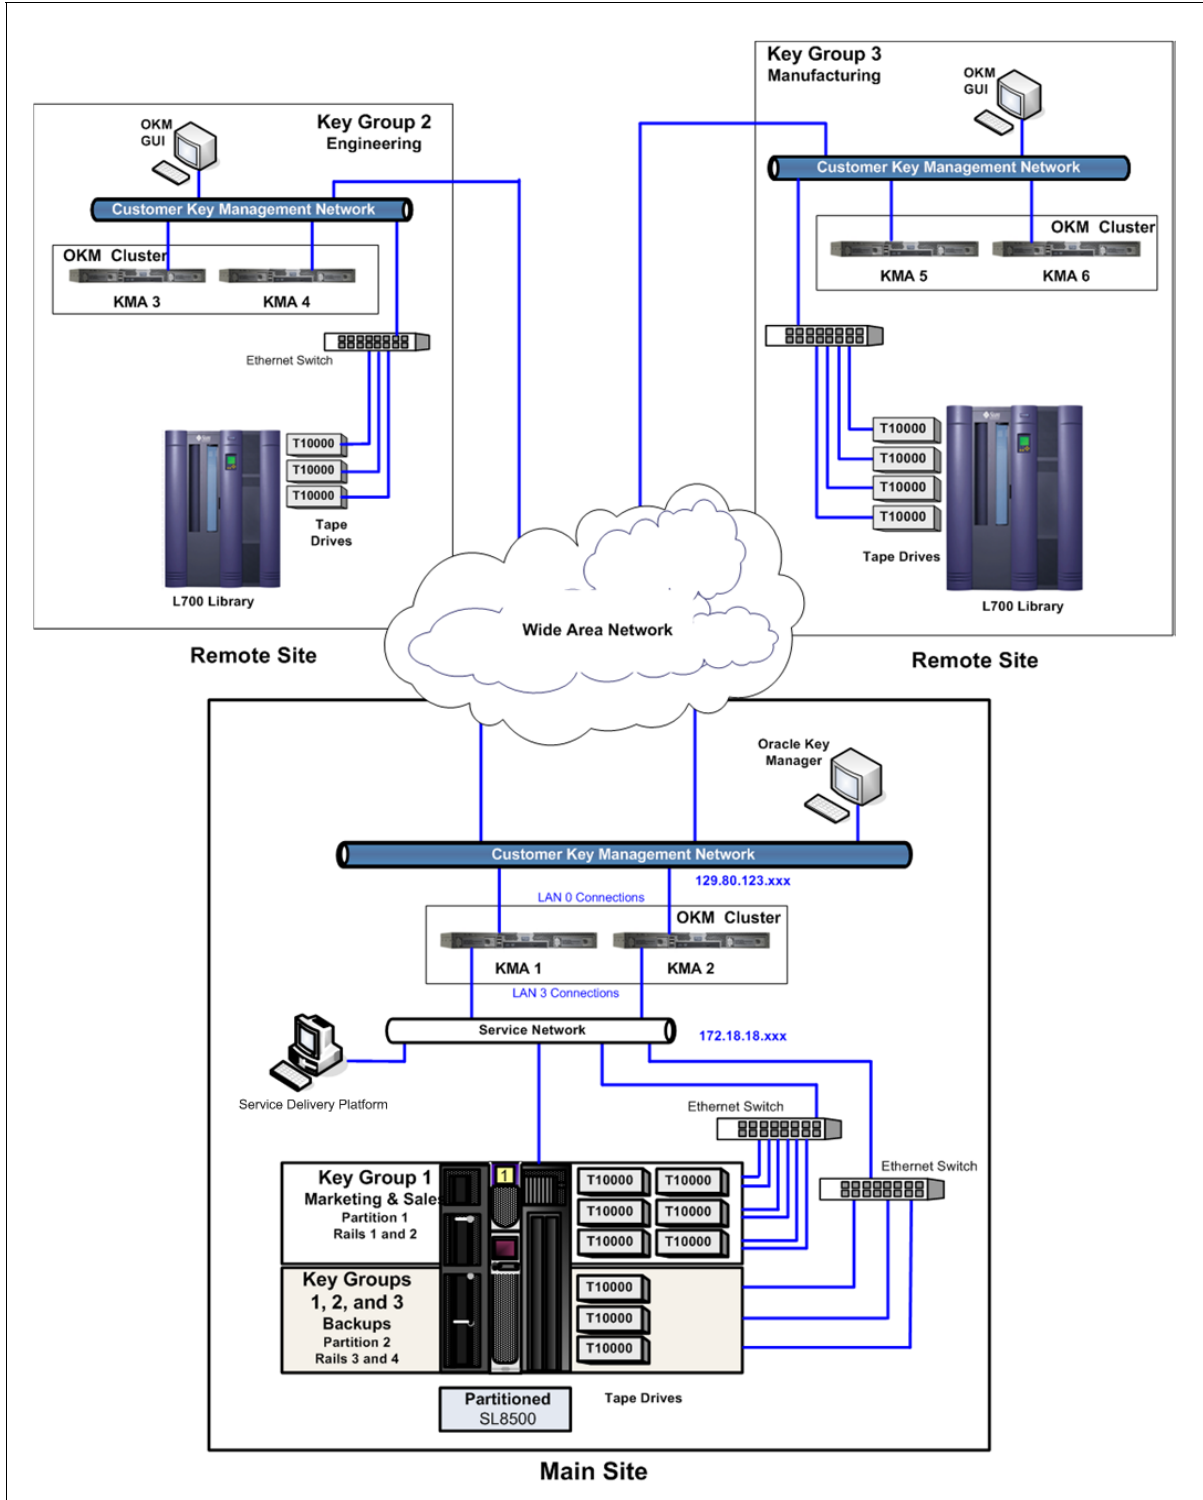 Key Group 3
Manufacturing
OKM
GUI
Customer Key Management Network
OKM Cluster
KMA 5
KMA 6
T10000
T10000
T10000
T10000
Tape Drives
L700 Library
Remote Site
OKM
GUI
Key Group 2
Engineering
Customer Key Management Network
OKM Cluster
KMA 3
KMA 4
Ethernet Switch
T10000
T10000
T10000
Tape
Drives
L700 Library
Remote Site
Wide Area Network
Oracle Key
Manager
Customer Key Management Network
129.80.123.xxx
LAN 0 Connections
OKM Cluster
KMA 1
KMA 2
LAN 3 Connections
Service Network
172.18.18.xxx
Service Delivery Platform
Ethernet Switch
Ethernet Switch
Key Group 1
Marketing & Sales
Partition 1
Rails 1 and 2
1
T10000 T10000
T10000 T10000
T10000 T10000
Key Groups
1, 2, and 3
Backups
Partition 2
Rails 3 and 4
T10000
T10000
T10000
Partitioned
SL8500
Tape Drives
Main Site